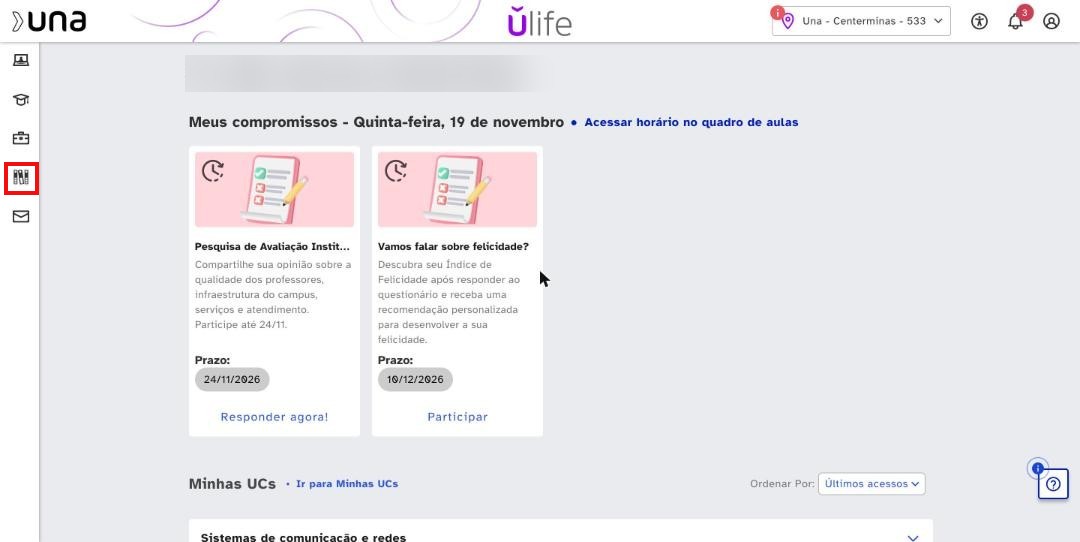 una
Ulife
i
Una - Centerminas - 533
3
Meus compromissos - Quinta-feira, 19 de novembro • Acessar horário no quadro de aulas
Pesquisa de Avaliação Instit...
Compartilhe sua opinião sobre a
qualidade dos professores,
infraestrutura do campus,
serviços e atendimento.
Participe até 24/11.
Prazo:
24/11/2026
Responder agora!
Vamos falar sobre felicidade?
Descubra seu Índice de
Felicidade após responder ao
questionário e receba uma
recomendação personalizada
para desenvolver a sua
felicidade.
Prazo:
10/12/2026
Participar
Minhas UCs • Ir para Minhas UCs
Ordenar Por: Últimos acessos
i
?
Sistemas de comunicação e redes